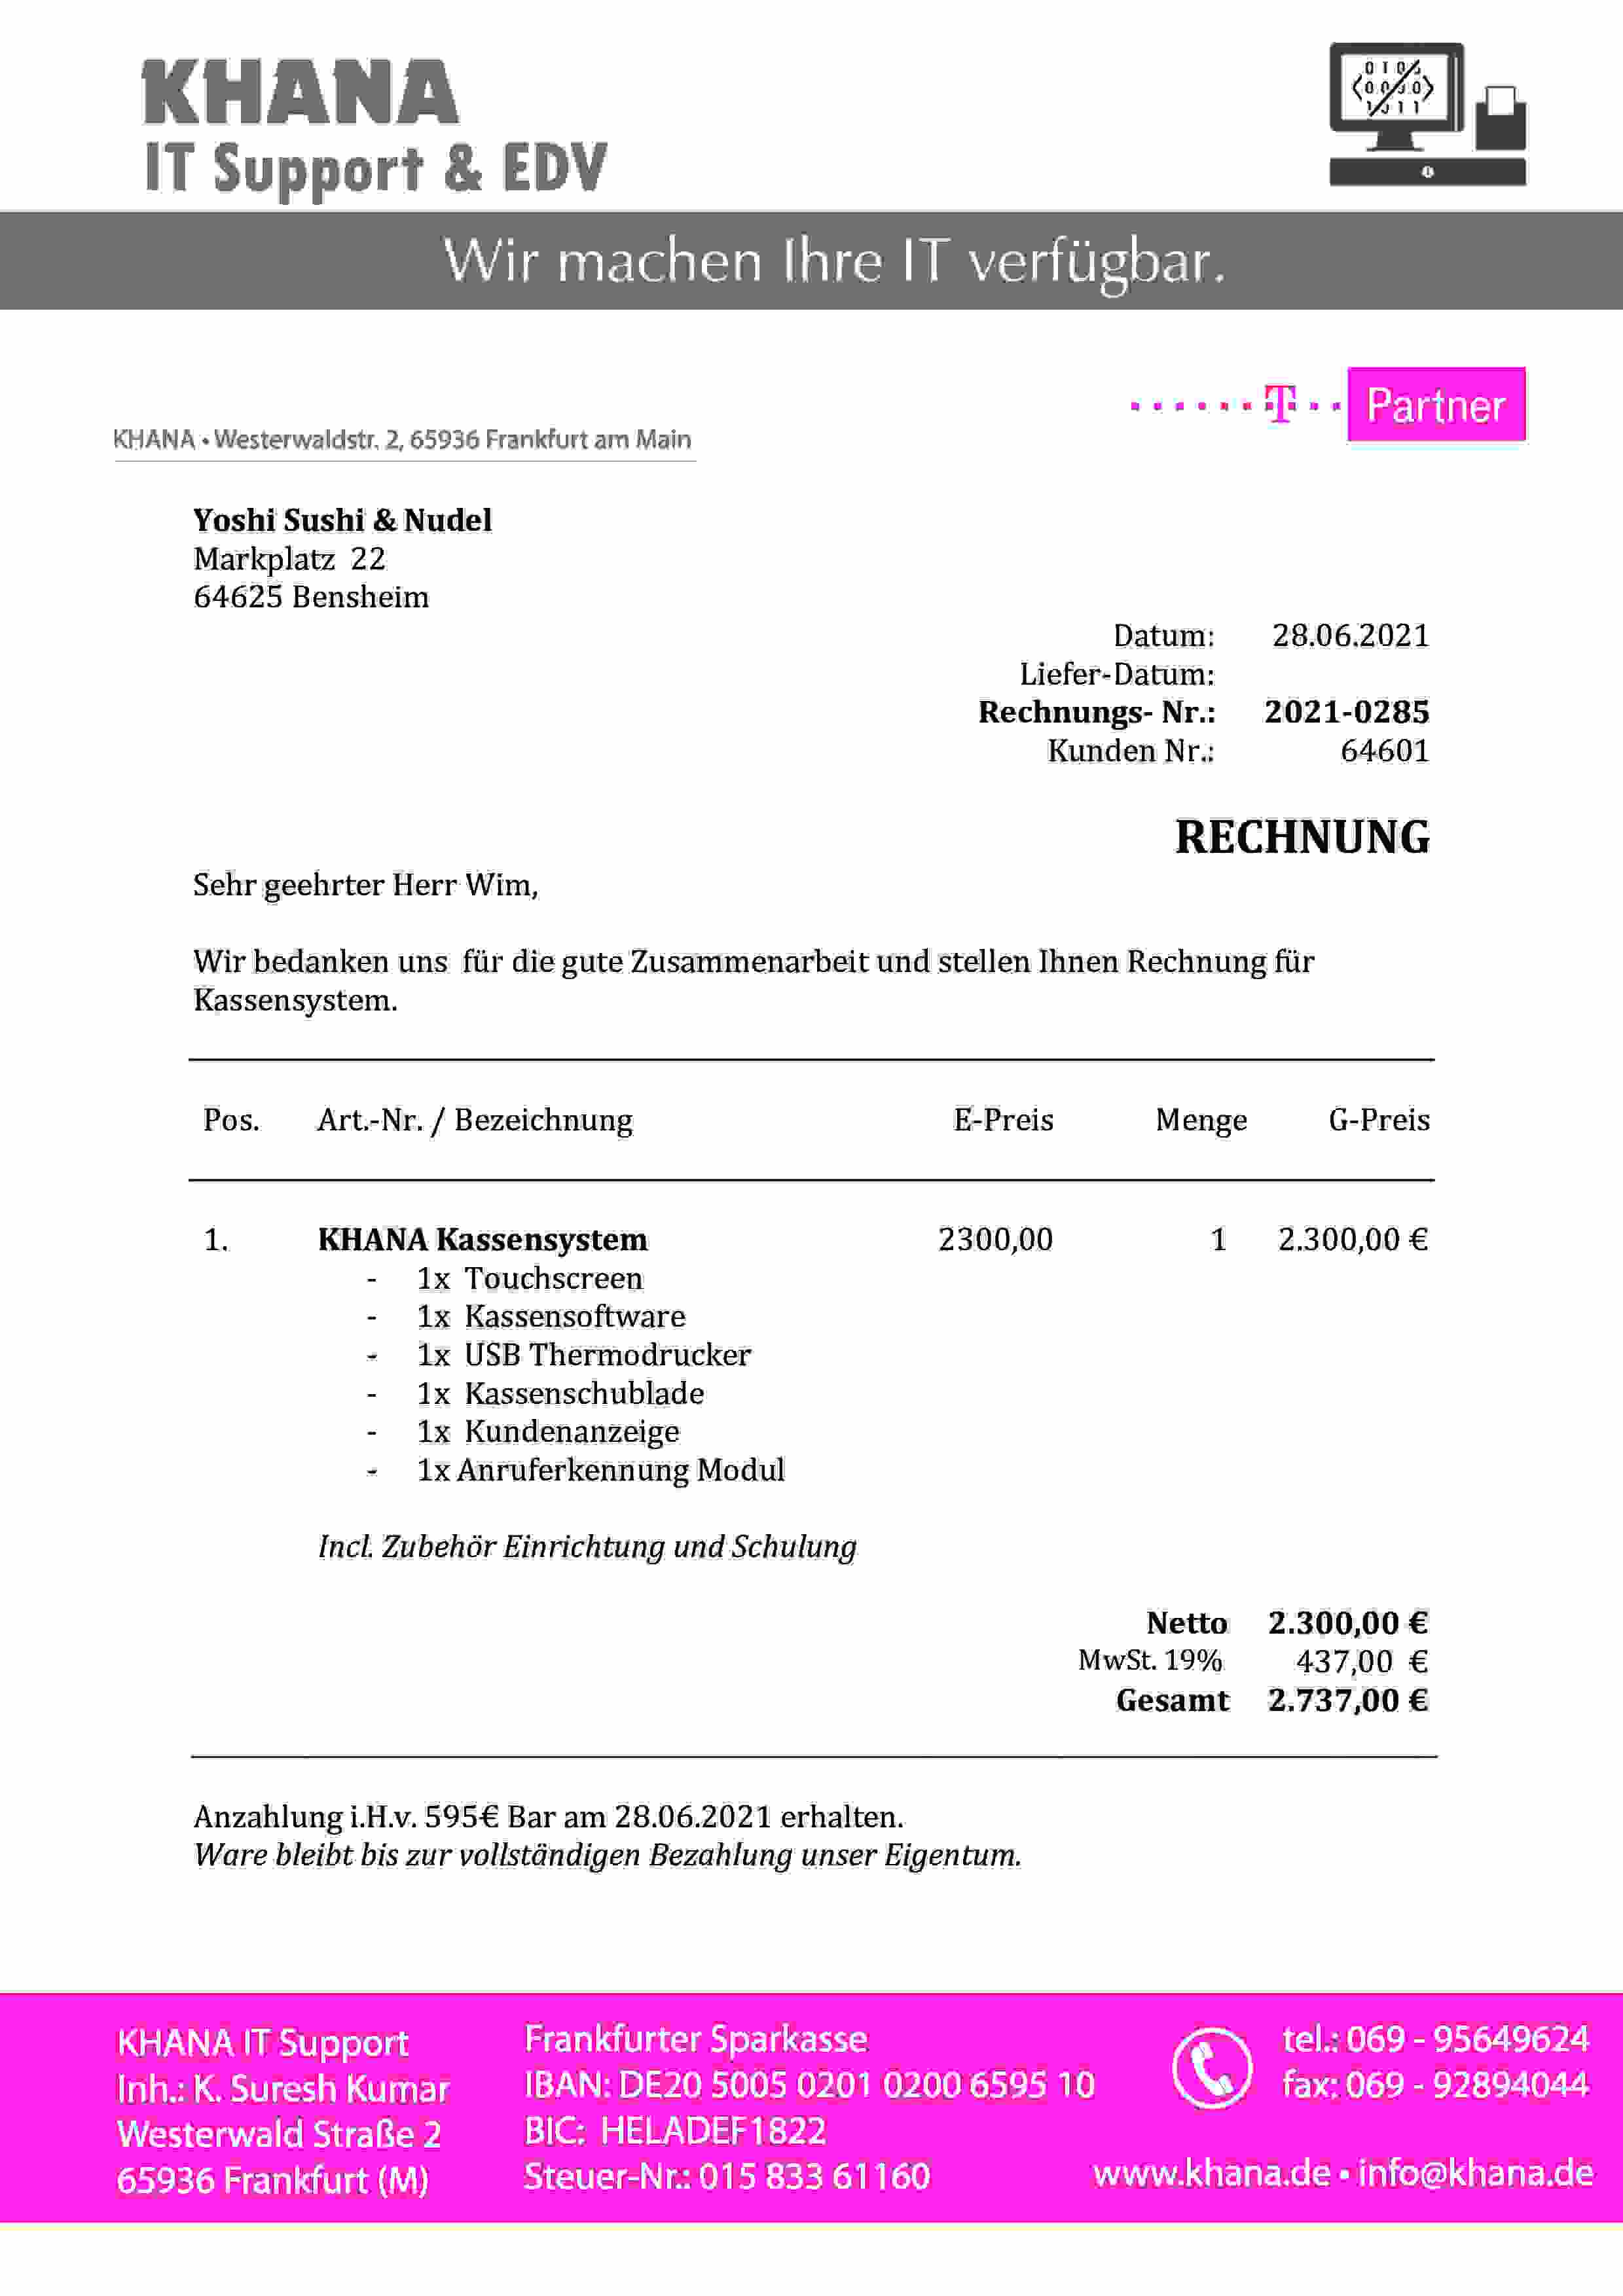 KHANA
IT Support & EDV
Wir machen Ihre IT verfügbar.
T Partner
KHANA • Westerwaldstr. 2, 65936 Frankfurt am Main
Yoshi Sushi & Nudel
Markplatz 22
64625 Bensheim
Datum: 28.06.2021
Liefer-Datum:
Rechnungs- Nr.: 2021-0285
Kunden Nr.: 64601
RECHNUNG
Sehr geehrter Herr Wim,
Wir bedanken uns für die gute Zusammenarbeit und stellen Ihnen Rechnung für
Kassensystem.
Pos. Art.-Nr. / Bezeichnung E-Preis Menge G-Preis
1. KHANA Kassensystem 2300,00 1 2.300,00 €
- 1x Touchscreen
- 1x Kassensoftware
- 1x USB Thermodrucker
- 1x Kassenschublade
- 1x Kundenanzeige
- 1x Anruferkennung Modul
Incl. Zubehör Einrichtung und Schulung
Netto 2.300,00 €
MwSt. 19% 437,00 €
Gesamt 2.737,00 €
Anzahlung i.H.v. 595€ Bar am 28.06.2021 erhalten.
Ware bleibt bis zur vollständigen Bezahlung unser Eigentum.
KHANA IT Support
Inh.: K. Suresh Kumar
Westerwald Straße 2
65936 Frankfurt (M)
Frankfurter Sparkasse
IBAN: DE20 5005 0201 0200 6595 10
BIC: HELADEF1822
Steuer-Nr.: 015 833 61160
tel.: 069 - 95649624
fax: 069 - 92894044
www.khana.de • info@khana.de